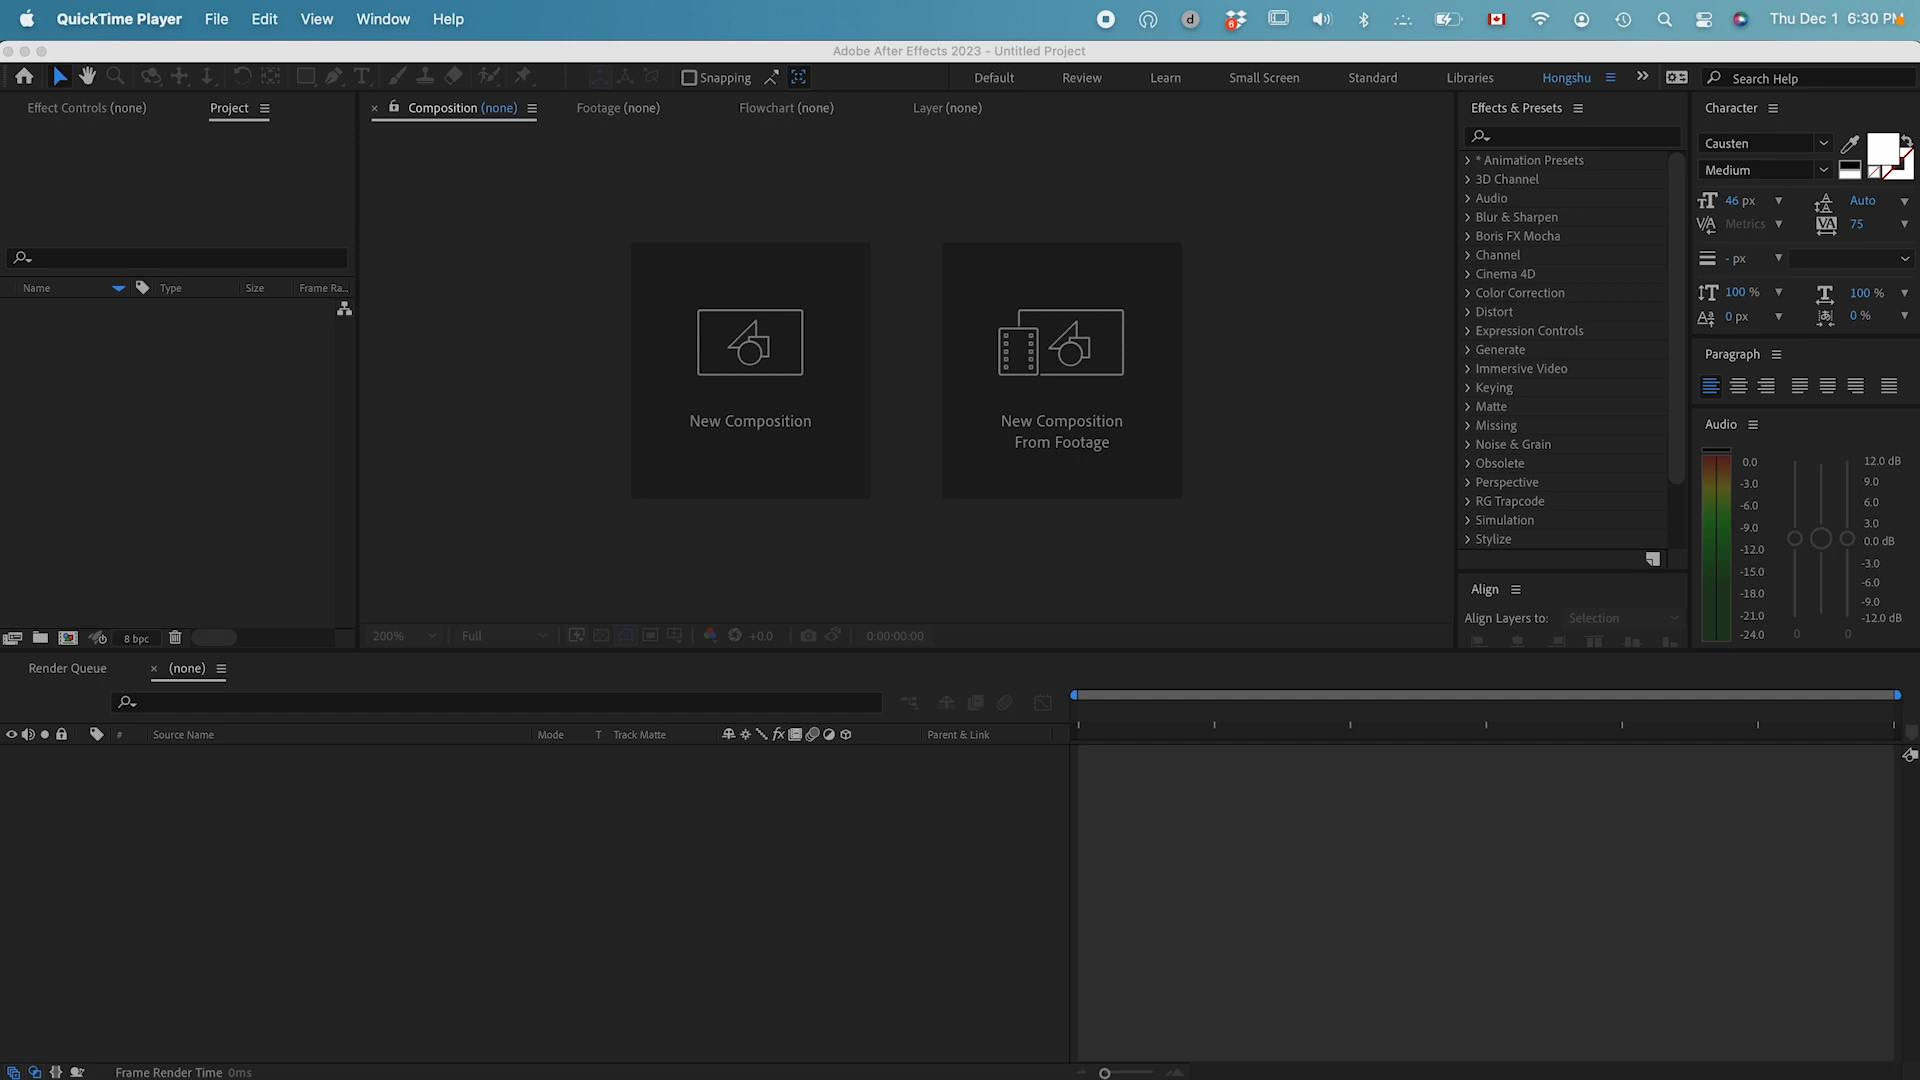 QuickTime Player File Edit View Window Help
6
d
Thu Dec 1 6:30 PM
Adobe After Effects 2023 - Untitled Project
Snapping
Default Review Learn Small Screen Standard Libraries Hongshu
Search Help
Effect Controls (none) Project
Composition (none) Footage (none) Flowchart (none) Layer (none)
Effects & Presets
Character
Name Type Size Frame Ra...
8 bpc
New Composition
New Composition
From Footage
200% Full +0.0 0:00:00:00
* Animation Presets
3D Channel
Audio
Blur & Sharpen
Boris FX Mocha
Channel
Cinema 4D
Color Correction
Distort
Expression Controls
Generate
Immersive Video
Keying
Matte
Missing
Noise & Grain
Obsolete
Perspective
RG Trapcode
Simulation
Stylize
Align
Align Layers to: Selection
Causten
Medium
46 px Auto
Metrics 75
- px
100 % 100 %
0 px 0 %
Paragraph
Audio
0.0
-3.0
-6.0
-9.0
-12.0
-15.0
-18.0
-21.0
-24.0
0 0
12.0 dB
9.0
6.0
3.0
0.0 dB
-3.0
-6.0
-9.0
-12.0 dB
Render Queue (none)
# Source Name Mode T Track Matte fx Parent & Link
Frame Render Time 0ms